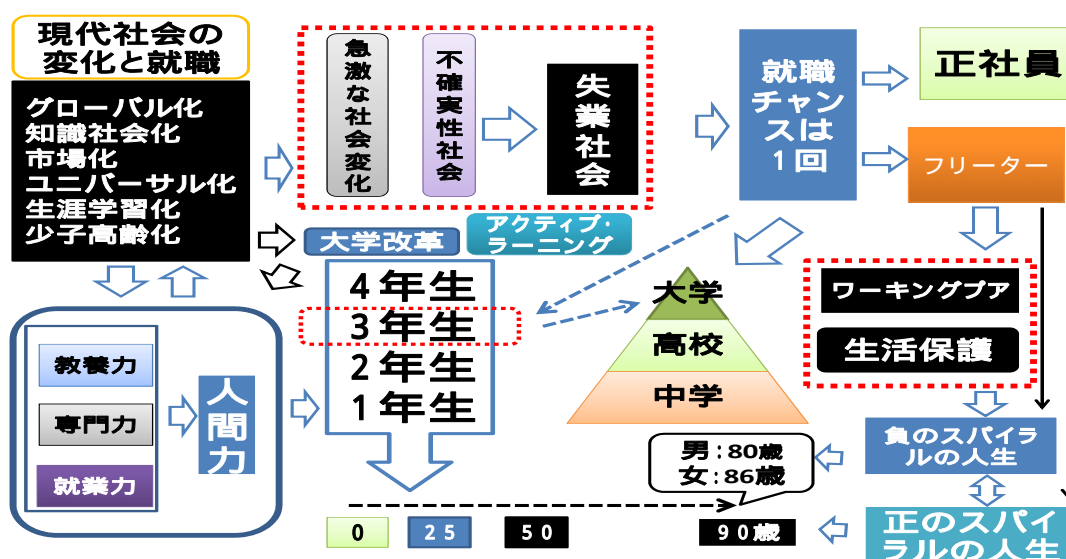 現代社会の
変化と就職
グローバル化
知識社会化
市場化
ユニバーサル化
生涯学習化
少子高齢化
急激な社会変化
不確実性社会
失業社会
就職
チャン
スは
1回
正社員
フリーター
大学改革
アクティブ・
ラーニング
4年生
3年生
2年生
1年生
大学
高校
中学
ワーキングプア
生活保護
教養力
専門力
就業力
人間力
負のスパイラ
ルの人生
男：80歳
女：86歳
0
25
50
90歳
正のスパイ
ラルの人生